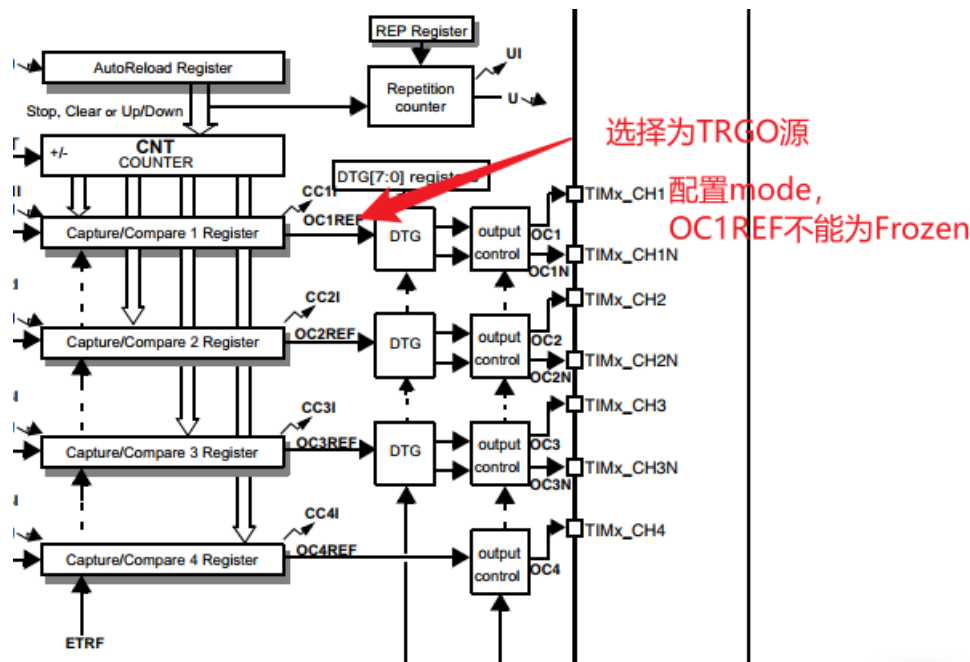 REP Register
UI
AutoReload Register
Repetition
counter
U
Stop, Clear or Up/Down
选择为TRGO源
+/-
CNT
COUNTER
DTG[7:0] registers
配置mode,
OC1REF不能为Frozen
CC1I
TIMx_CH1
OC1REF
Capture/Compare 1 Register
DTG
output
control
OC1
OC1N
TIMx_CH1N
CC2I
TIMx_CH2
OC2REF
Capture/Compare 2 Register
DTG
output
control
OC2
OC2N
TIMx_CH2N
CC3I
TIMx_CH3
OC3REF
Capture/Compare 3 Register
DTG
output
control
OC3
OC3N
TIMx_CH3N
CC4I
TIMx_CH4
OC4REF
Capture/Compare 4 Register
output
control
OC4
ETRF